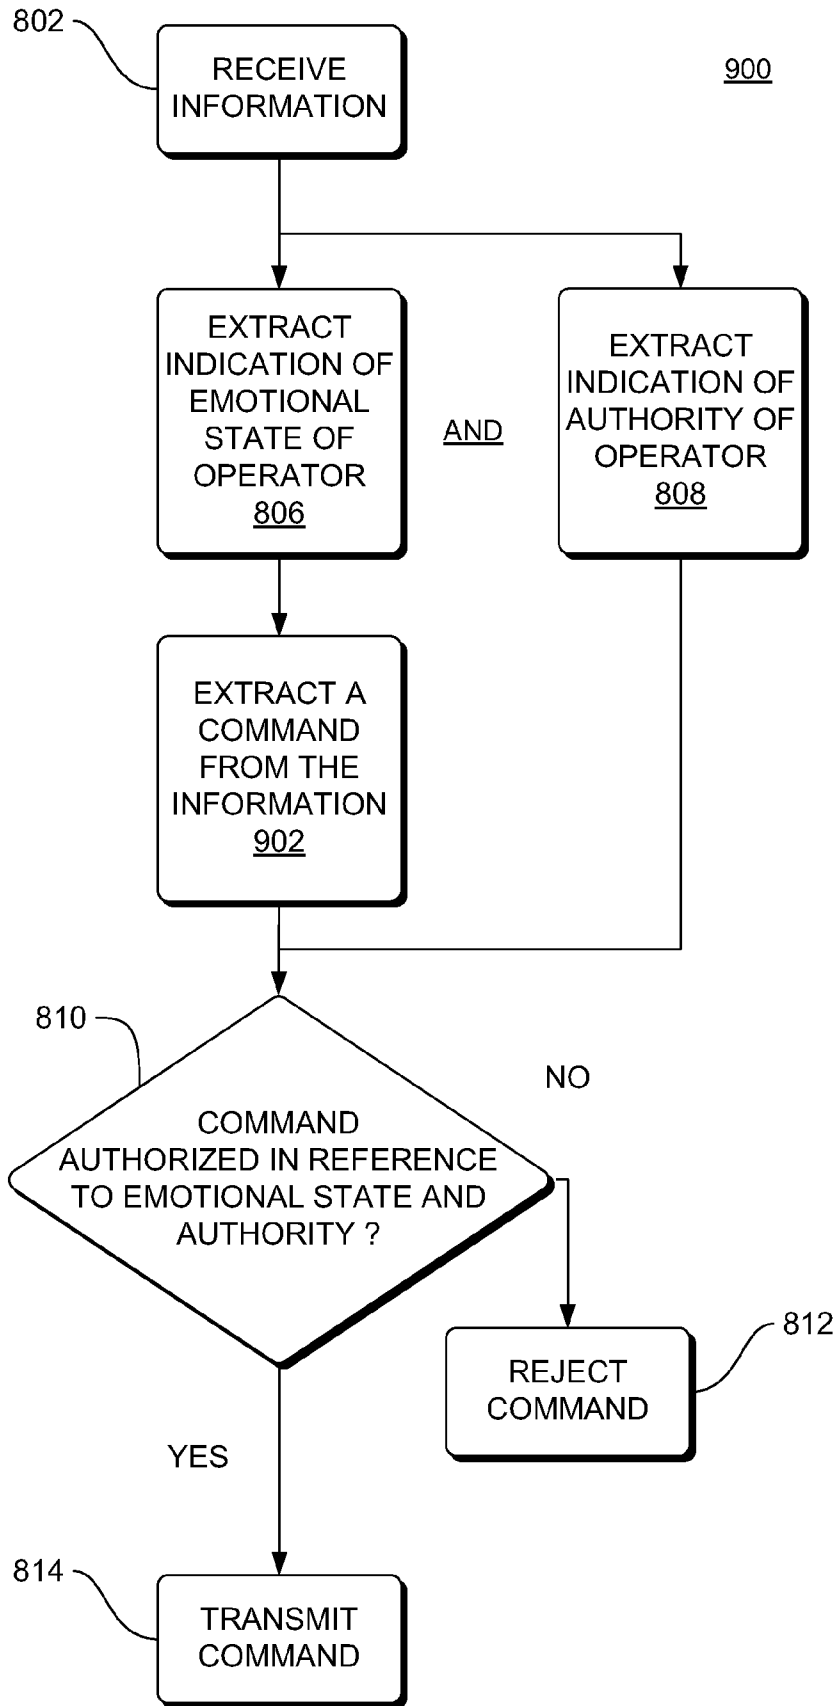 802
RECEIVE
INFORMATION
900
EXTRACT
INDICATION OF
EMOTIONAL
STATE OF
OPERATOR
806
AND
EXTRACT
INDICATION OF
AUTHORITY OF
OPERATOR
808
EXTRACT A
COMMAND
FROM THE
INFORMATION
902
810
COMMAND
AUTHORIZED IN REFERENCE
TO EMOTIONAL STATE AND
AUTHORITY ?
NO
812
REJECT
COMMAND
YES
814
TRANSMIT
COMMAND